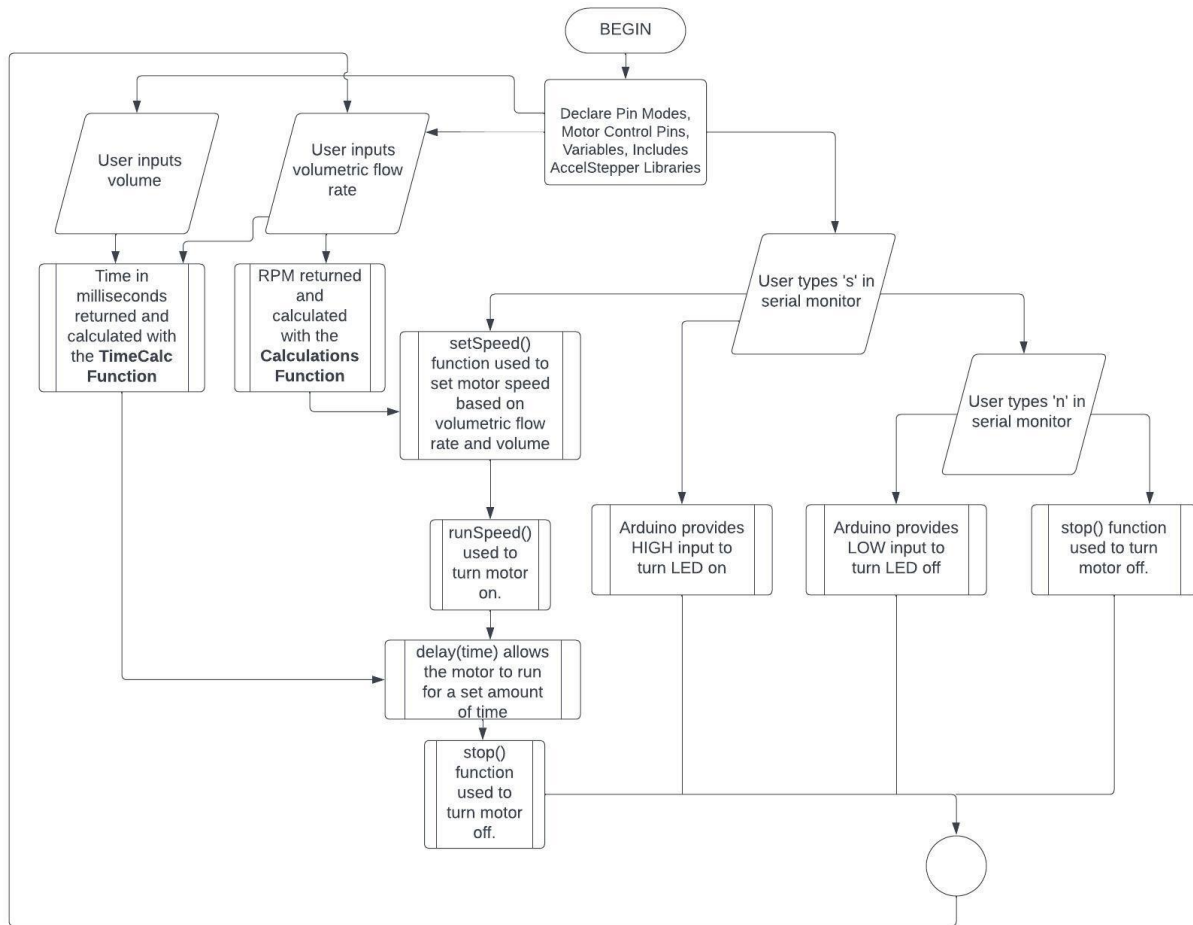 BEGIN
Declare Pin Modes,
Motor Control Pins,
Variables, Includes
AccelStepper Libraries
User inputs
volume
User inputs
volumetric flow
rate
Time in
milliseconds
returned and
calculated with
the TimeCalc
Function
RPM returned
and
calculated
with the
Calculations
Function
User types 's' in
serial monitor
setSpeed()
function used to
set motor speed
based on
volumetric flow
rate and volume
User types 'n' in
serial monitor
runSpeed()
used to
turn motor
on.
Arduino provides
HIGH input to
turn LED on
Arduino provides
LOW input to
turn LED off
stop() function
used to turn
motor off.
delay(time) allows
the motor to run
for a set amount
of time
stop()
function
used to
turn motor
off.